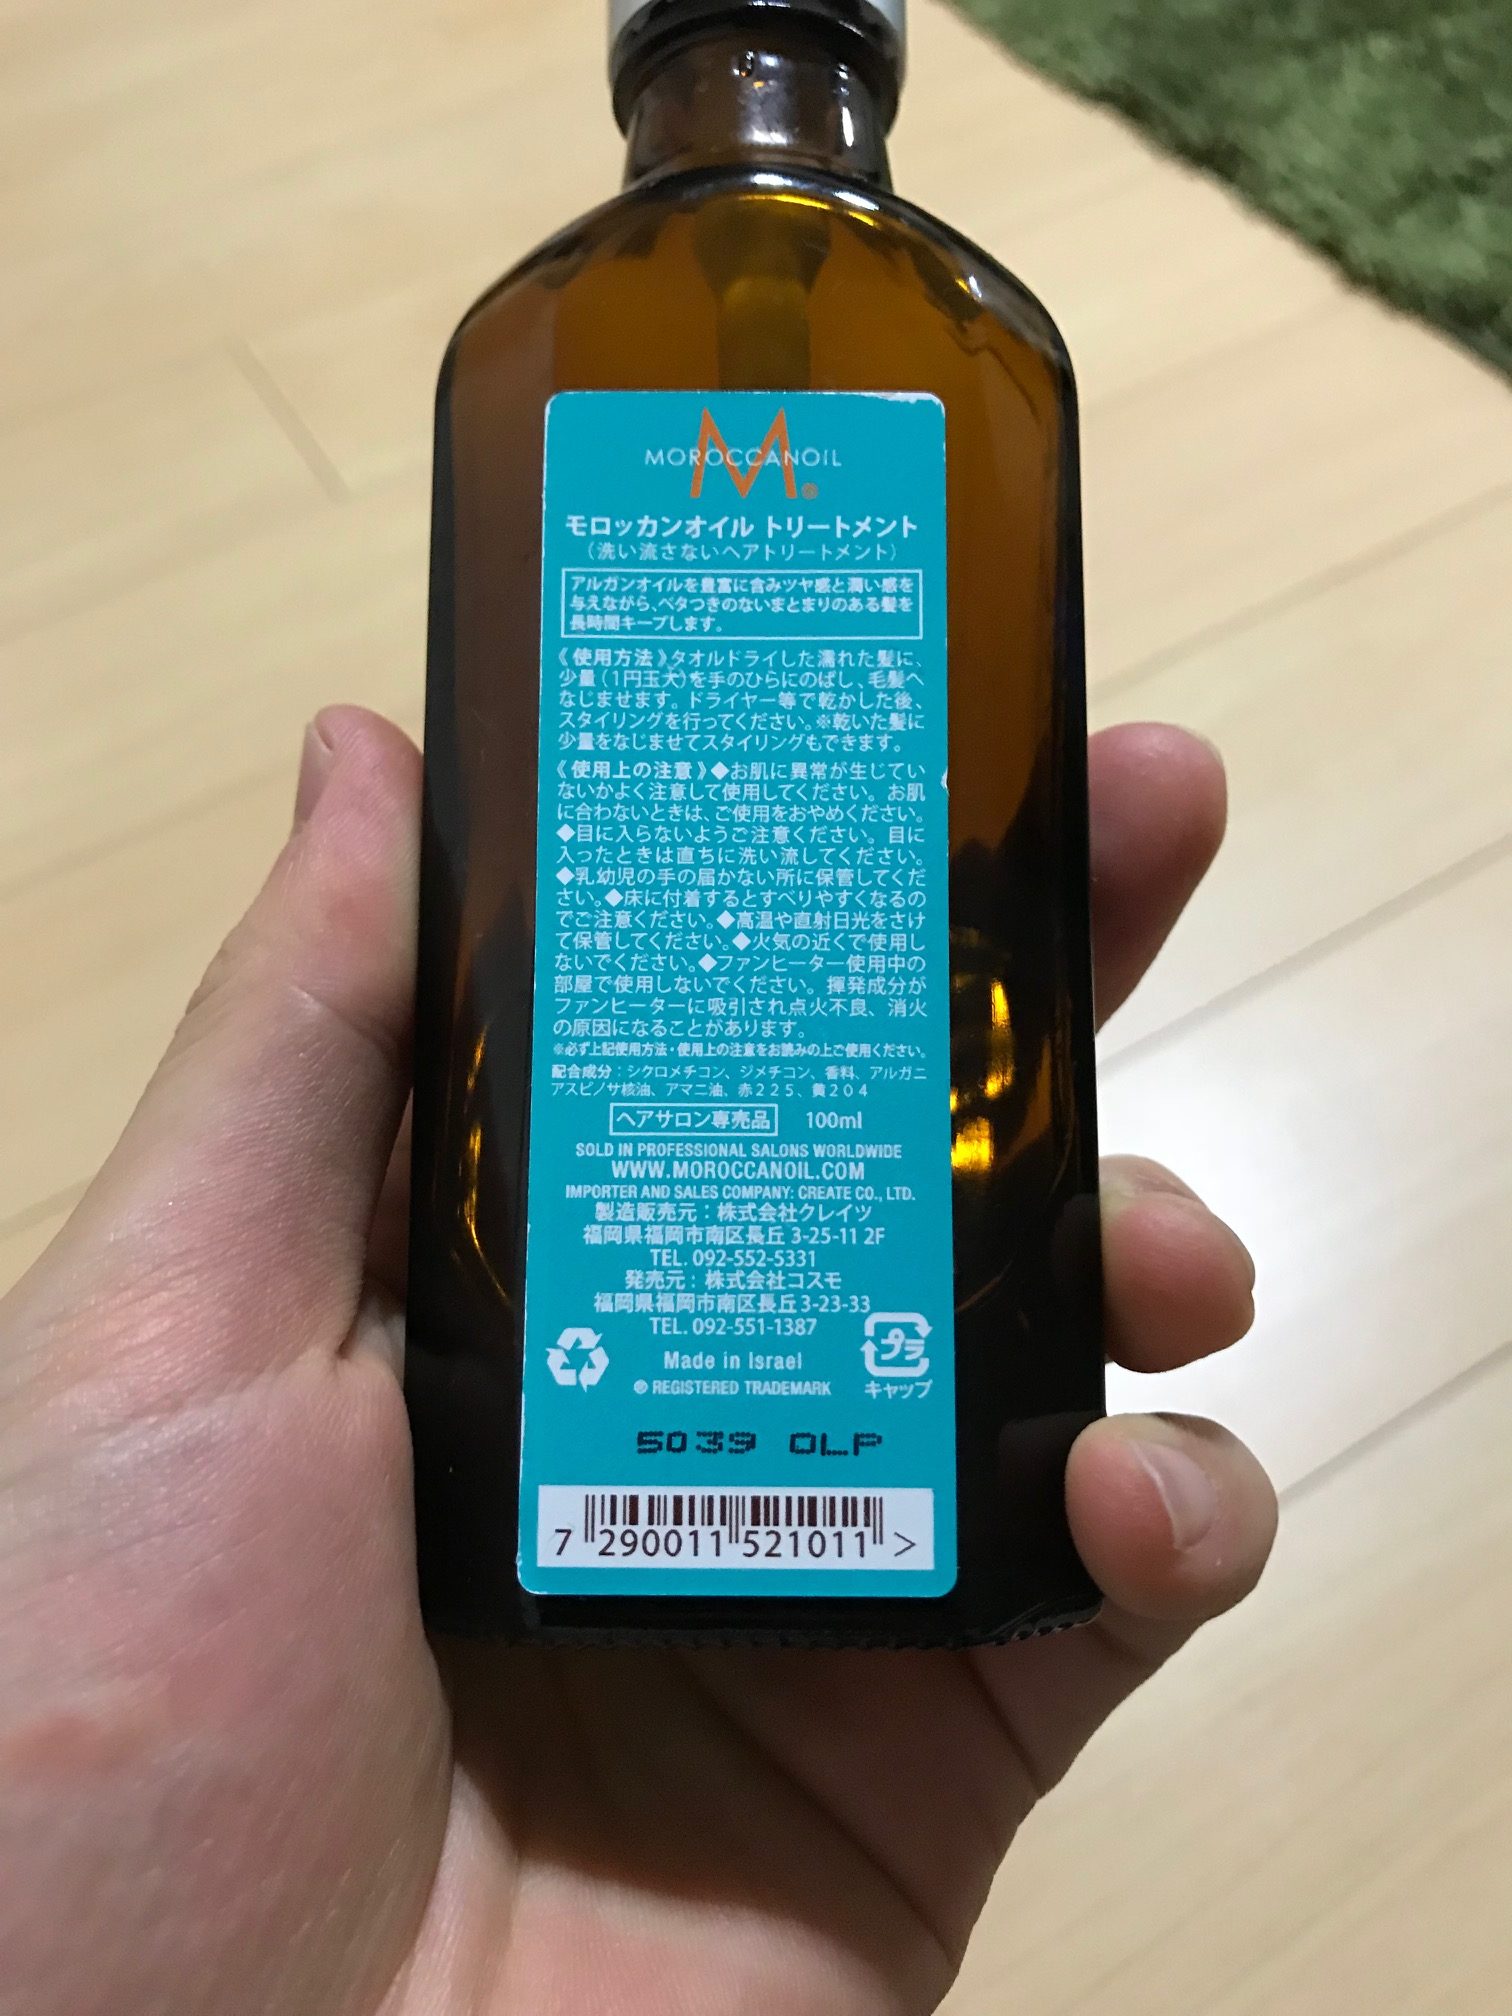 M®
MOROCCANOIL
モロッカンオイル トリートメント
(洗い流さないヘアトリートメント)
アルガンオイルを豊富に含みツヤ感と潤い感を
与えながら、ベタつきのないまとまりのある髪を
長時間キープします。
《使用方法》タオルドライした濡れた髪に、
少量(1円玉大)を手のひらにのばし、毛髪へ
なじませます。ドライヤー等で乾かした後、
スタイリングを行ってください。※乾いた髪に
少量をなじませてスタイリングもできます。
《使用上の注意》◆お肌に異常が生じてい
ないかよく注意して使用してください。お肌
に合わないときは、ご使用をおやめください。
◆目に入らないようご注意ください。目に
入ったときは直ちに洗い流してください。
◆乳幼児の手の届かない所に保管してくだ
さい。◆床に付着するとすべりやすくなるの
でご注意ください。◆高温や直射日光をさけ
て保管してください。◆火気の近くで使用し
ないでください。◆ファンヒーター使用中の
部屋で使用しないでください。揮発成分が
ファンヒーターに吸引され点火不良、消火
の原因になることがあります。
※必ず上記使用方法・使用上の注意をお読みの上ご使用ください。
配合成分：シクロメチコン、ジメチコン、香料、アルガニ
アスピノサ核油、アマニ油、赤225、黄204
ヘアサロン専売品 100ml
SOLD IN PROFESSIONAL SALONS WORLDWIDE
WWW.MOROCCANOIL.COM
IMPORTER AND SALES COMPANY: CREATE CO., LTD.
製造販売元：株式会社クレイツ
福岡県福岡市南区長丘 3-25-11 2F
TEL. 092-552-5331
発売元：株式会社コスモ
福岡県福岡市南区長丘 3-23-33
TEL. 092-551-1387
プラ
Made in Israel
® REGISTERED TRADEMARK
キャップ
5039 OLP
7 290011 521011 >